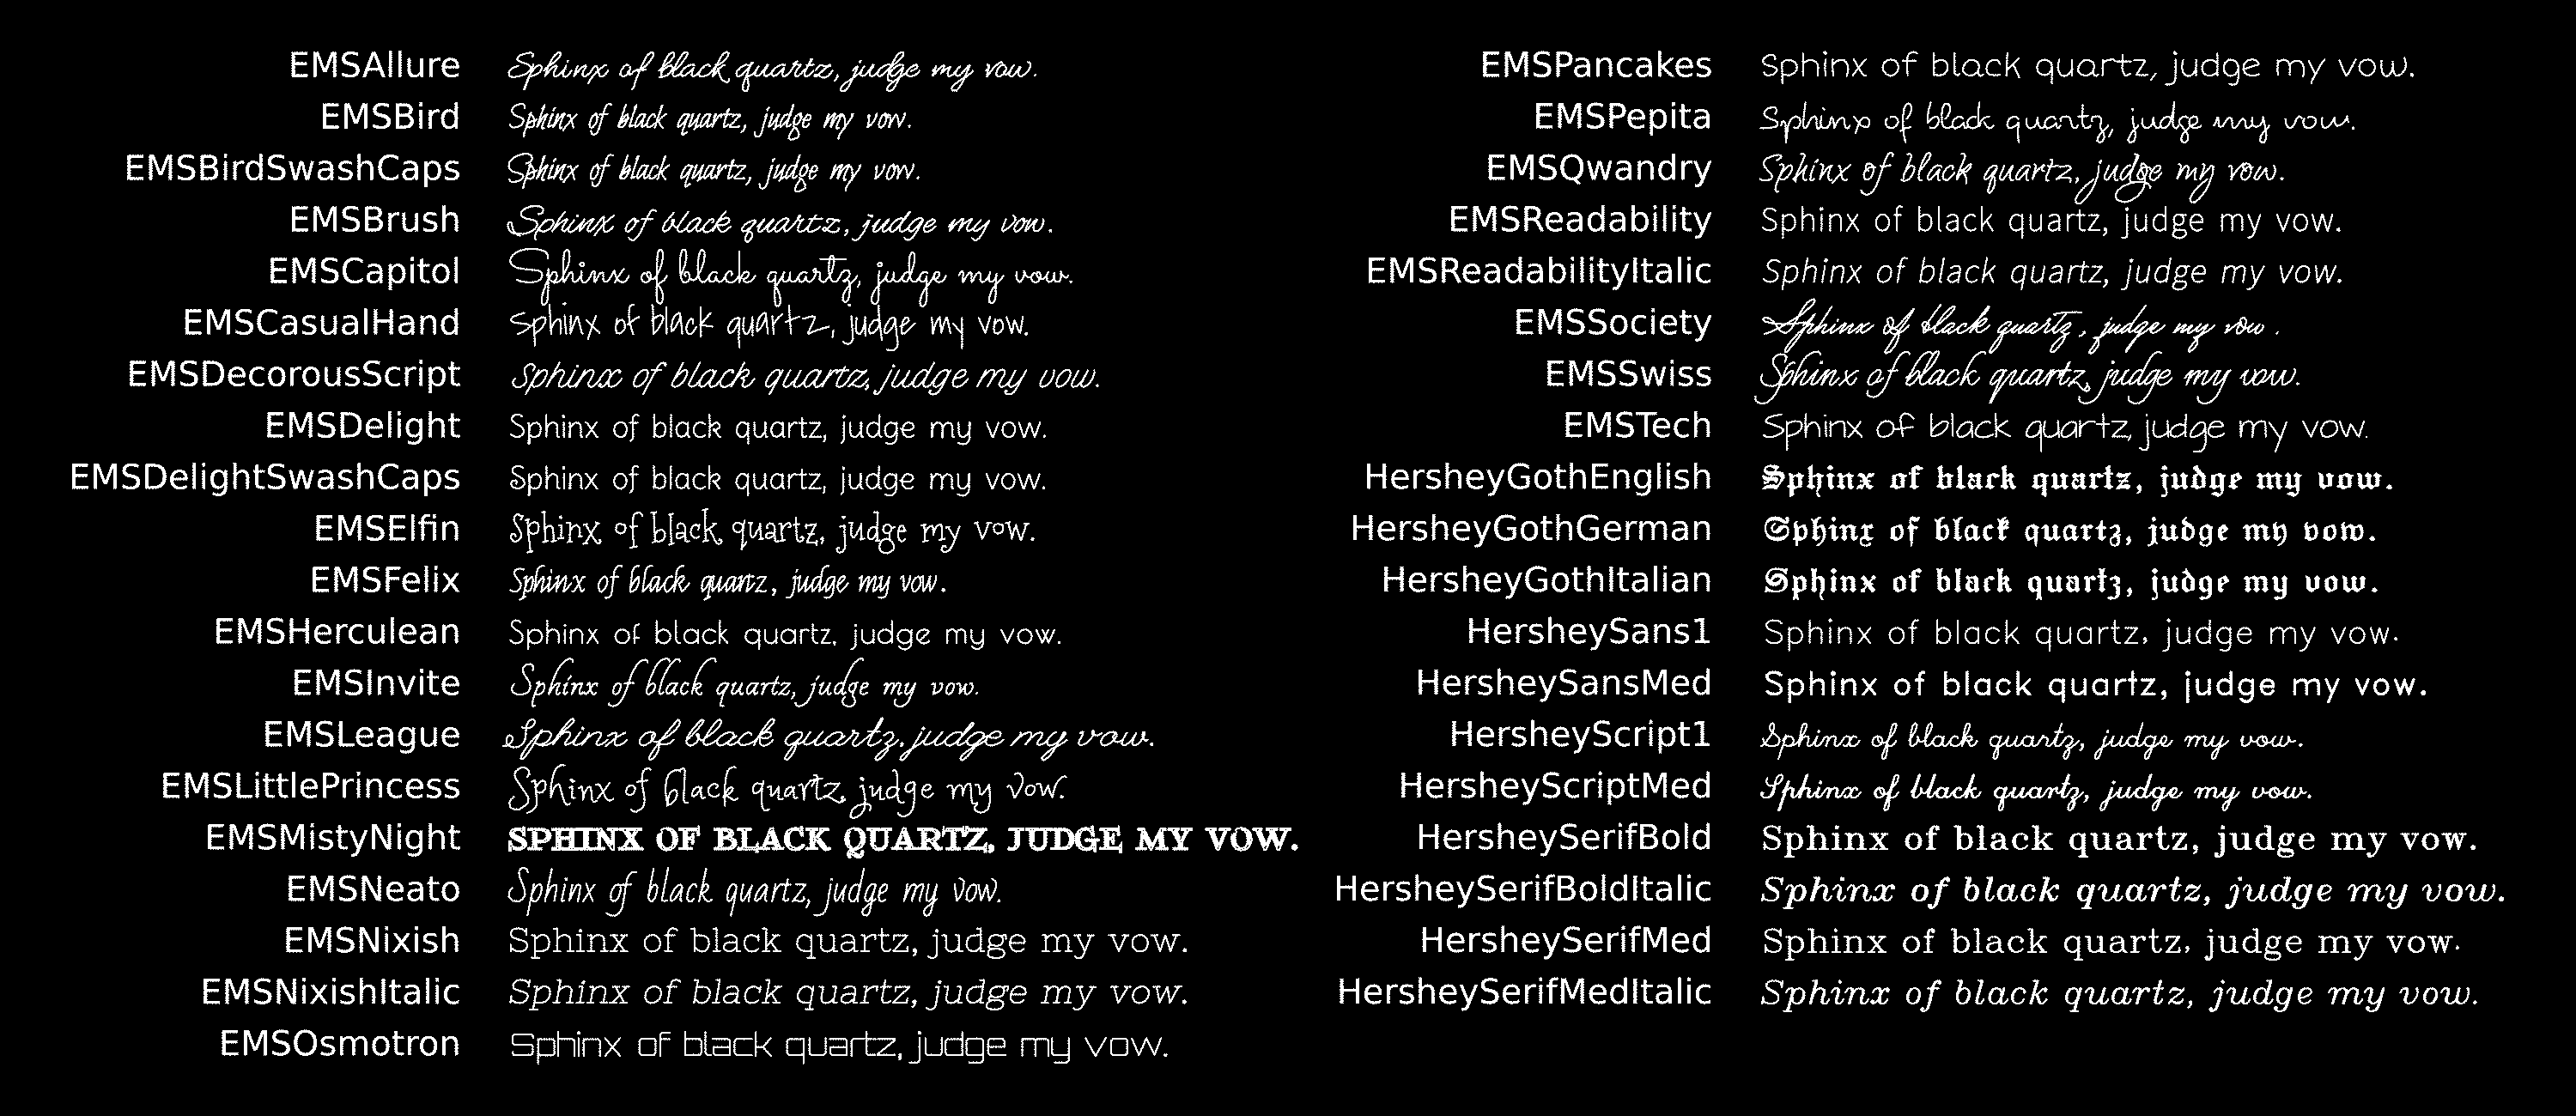 EMSAllure Sphinx of black quartz, judge my vow.
EMSBird Sphinx of black quartz, judge my vow.
EMSBirdSwashCaps Sphinx of black quartz, judge my vow.
EMSBrush Sphinx of black quartz, judge my vow.
EMSCapitol Sphinx of black quartz, judge my vow.
EMSCasualHand Sphinx of black quartz, judge my vow.
EMSDecorousScript Sphinx of black quartz, judge my vow.
EMSDelight Sphinx of black quartz, judge my vow.
EMSDelightSwashCaps Sphinx of black quartz, judge my vow.
EMSElfin Sphinx of black quartz, judge my vow.
EMSFelix Sphinx of black quartz, judge my vow.
EMSHerculean Sphinx of black quartz, judge my vow.
EMSInvite Sphinx of black quartz, judge my vow.
EMSLeague Sphinx of black quartz, judge my vow.
EMSLittlePrincess Sphinx of black quartz, judge my vow.
EMSMistyNight SPHINX OF BLACK QUARTZ, JUDGE MY VOW.
EMSNeato Sphinx of black quartz, judge my vow.
EMSNixish Sphinx of black quartz, judge my vow.
EMSNixishItalic Sphinx of black quartz, judge my vow.
EMSOsmotron Sphinx of black quartz, judge my vow.
EMSPancakes Sphinx of black quartz, judge my vow.
EMSPepita Sphinx of black quartz, judge my vow.
EMSQwandry Sphinx of black quartz, judge my vow.
EMSReadability Sphinx of black quartz, judge my vow.
EMSReadabilityItalic Sphinx of black quartz, judge my vow.
EMSSociety Sphinx of black quartz, judge my vow.
EMSSwiss Sphinx of black quartz, judge my vow.
EMSTech Sphinx of black quartz, judge my vow.
HersheyGothEnglish Sphinx of black quartz, judge my vow.
HersheyGothGerman Sphinx of black quartz, judge my vow.
HersheyGothItalian Sphinx of black quartz, judge my vow.
HersheySans1 Sphinx of black quartz, judge my vow.
HersheySansMed Sphinx of black quartz, judge my vow.
HersheyScript1 Sphinx of black quartz, judge my vow.
HersheyScriptMed Sphinx of black quartz, judge my vow.
HersheySerifBold Sphinx of black quartz, judge my vow.
HersheySerifBoldItalic Sphinx of black quartz, judge my vow.
HersheySerifMed Sphinx of black quartz, judge my vow.
HersheySerifMedItalic Sphinx of black quartz, judge my vow.